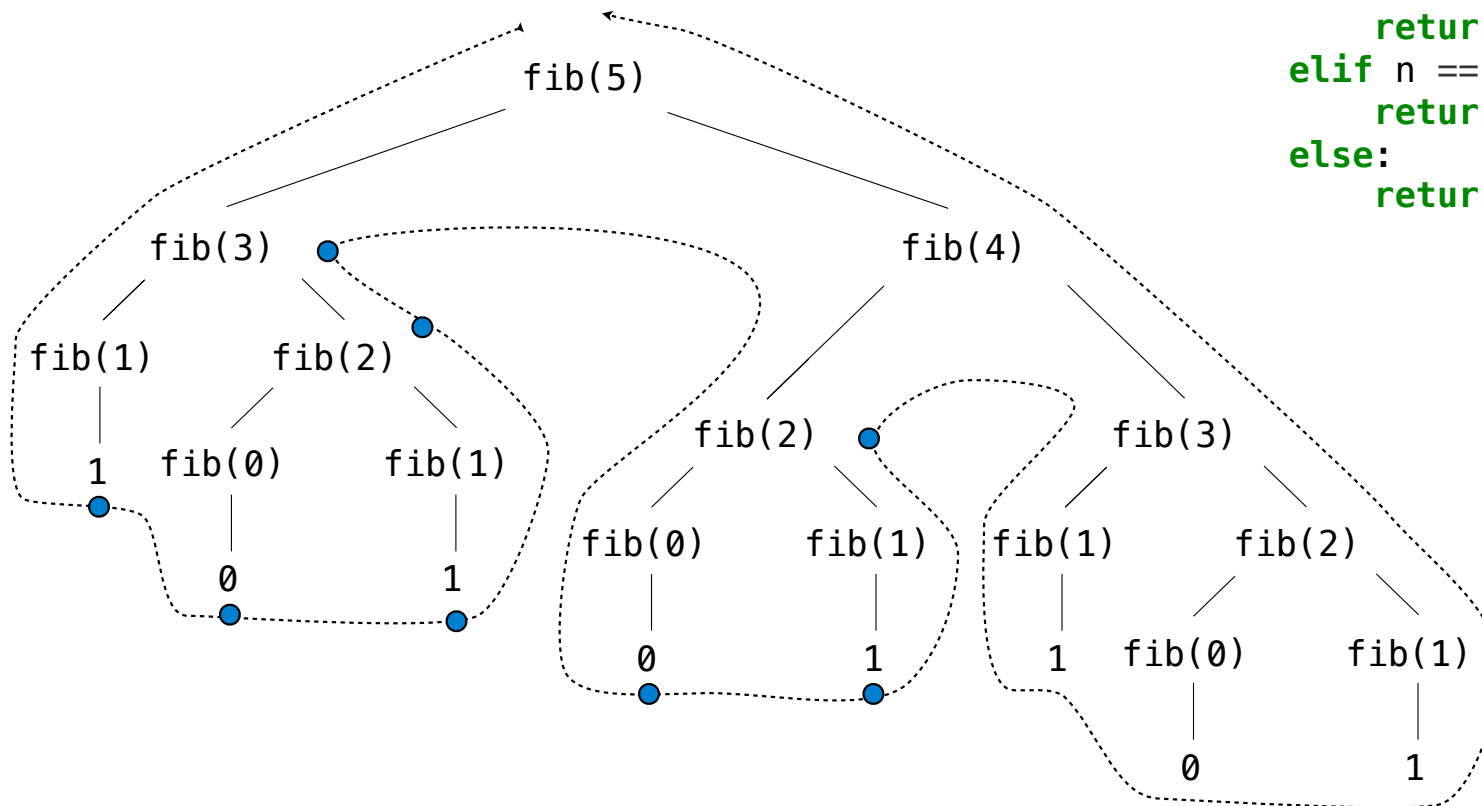 retur
fib(5)
elif n ==
retur
else:
retur
fib(3) fib(4)
fib(1) fib(2)
fib(2) fib(3)
1 fib(0) fib(1)
fib(0) fib(1) fib(1) fib(2)
0 1
0 1 1 fib(0) fib(1)
0 1